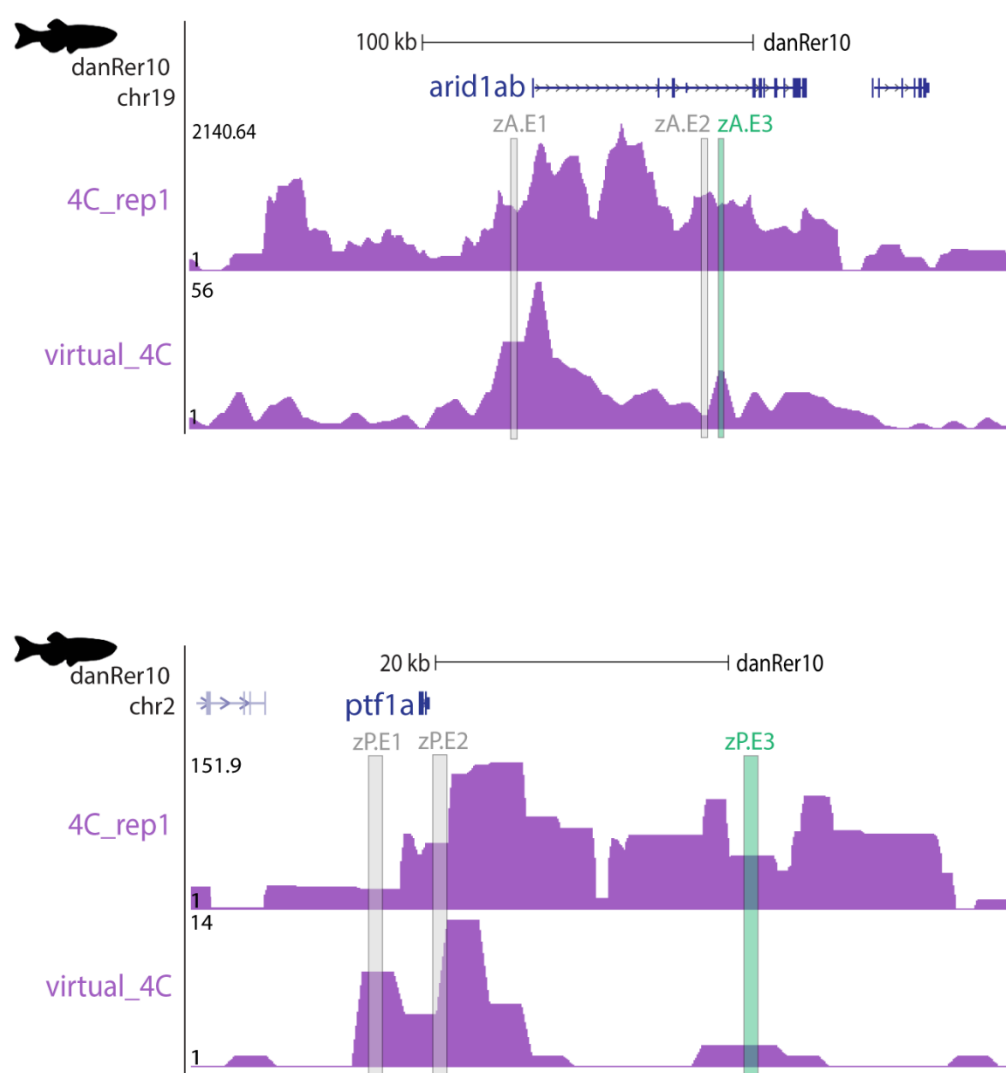 100 kb danRer10
danRer10
chr19
arid1ab
zA.E1 zA.E2 zA.E3
2140.64
4C_rep1
1
56
virtual_4C
1
20 kb danRer10
danRer10
chr2
ptf1a
zP.E1 zP.E2 zP.E3
151.9
4C_rep1
1
14
virtual_4C
1